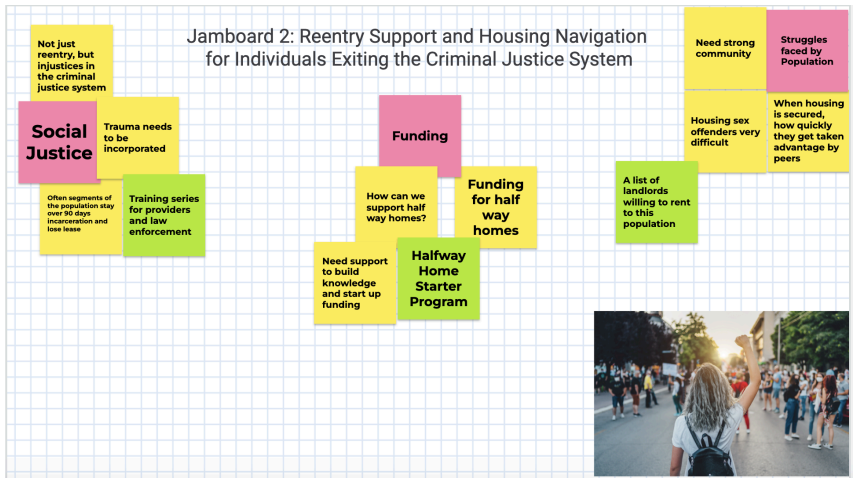 Jamboard 2: Reentry Support and Housing Navigation
for Individuals Exiting the Criminal Justice System
Not just
reentry, but
injustices in
the criminal
justice system
Social
Justice
Trauma needs
to be
incorporated
Often segments of
the population stay
over 90 days
incarceration and
lose lease
Training series
for providers
and law
enforcement
Funding
How can we
support half
way homes?
Funding
for half
way
homes
Need support
to build
knowledge
and start up
funding
Halfway
Home
Starter
Program
Need strong
community
Struggles
faced by
Population
Housing sex
offenders very
difficult
When housing
is secured,
how quickly
they get taken
advantage by
peers
A list of
landlords
willing to rent
to this
population